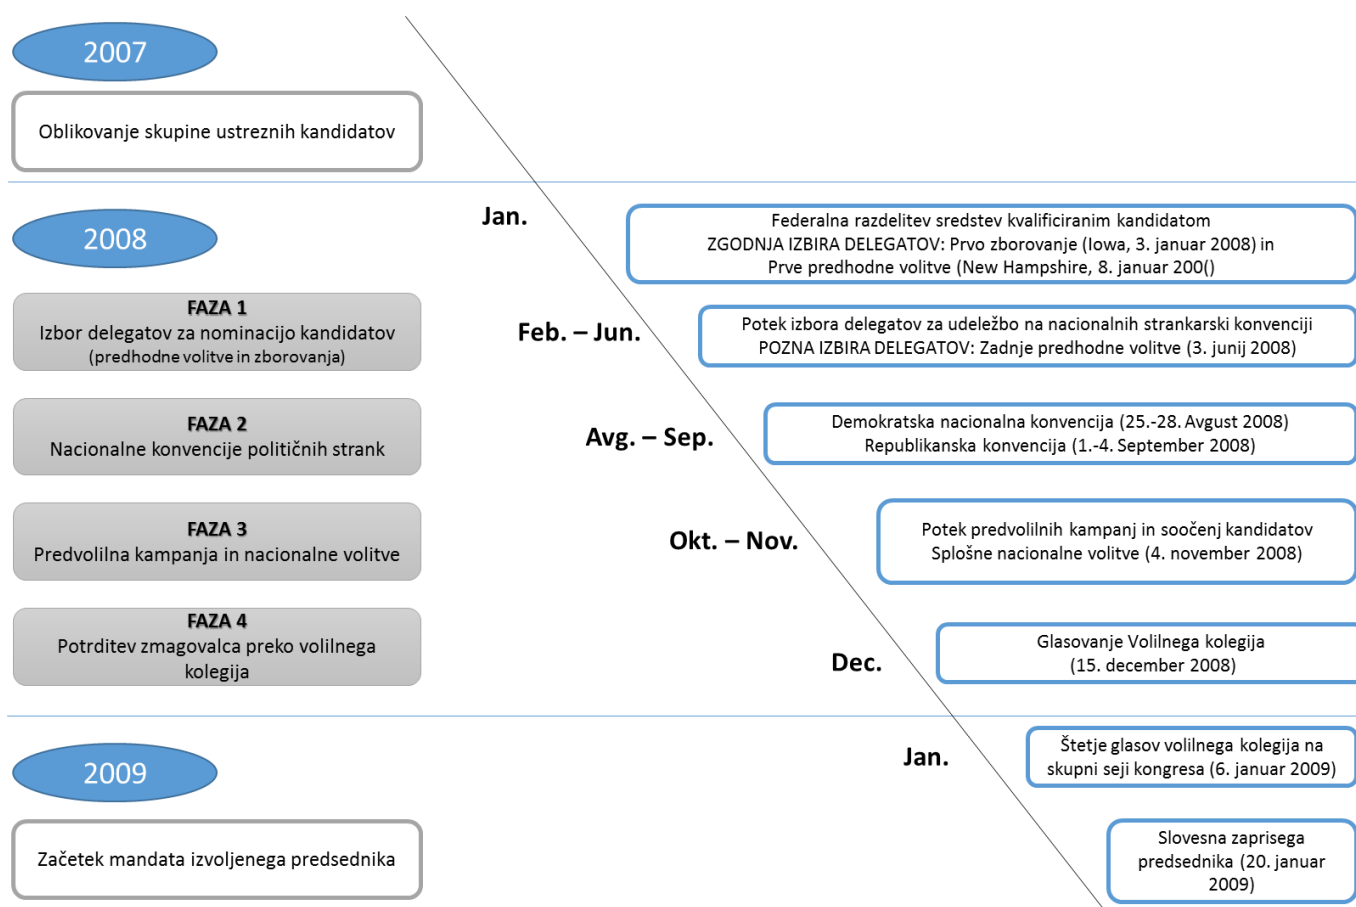 2007
Oblikovanje skupine ustreznih kandidatov
2008
Jan.
Federalna razdelitev sredstev kvalificiranim kandidatom
ZGODNJA IZBIRA DELEGATOV: Prvo zborovanje (Iowa, 3. januar 2008) in
Prve predhodne volitve (New Hampshire, 8. januar 200()
FAZA 1
Izbor delegatov za nominacijo kandidatov
(predhodne volitve in zborovanja)
Feb. – Jun.
Potek izbora delegatov za udeležbo na nacionalnih strankarski konvenciji
POZNA IZBIRA DELEGATOV: Zadnje predhodne volitve (3. junij 2008)
FAZA 2
Nacionalne konvencije političnih strank
Avg. – Sep.
Demokratska nacionalna konvencija (25.-28. Avgust 2008)
Republikanska konvencija (1.-4. September 2008)
FAZA 3
Predvolilna kampanja in nacionalne volitve
Okt. – Nov.
Potek predvolilnih kampanj in soočenj kandidatov
Splošne nacionalne volitve (4. november 2008)
FAZA 4
Potrditev zmagovalca preko volilnega
kolegija
Dec.
Glasovanje Volilnega kolegija
(15. december 2008)
2009
Jan.
Štetje glasov volilnega kolegija na
skupni seji kongresa (6. januar 2009)
Začetek mandata izvoljenega predsednika
Slovesna zaprisega
predsednika (20. januar
2009)